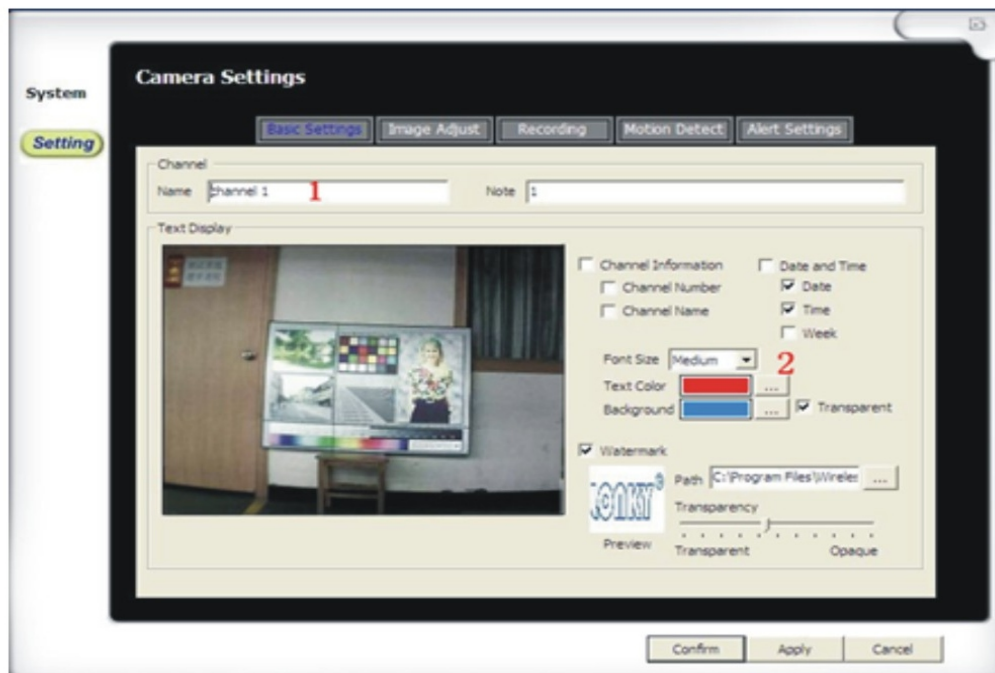 Camera Settings
System
Setting
Basic Settings
Image Adjust
Recording
Motion Detect
Alert Settings
Channel
Name channel 1 1
Note 1
Text Display
Channel Information
Channel Number
Channel Name
Date and Time
Date
Time
Week
Font Size Medium 2
Text Color ...
Background ... Transparent
Watermark
Path C:\Program Files\Wireles ...
Transparency
Transparent Opaque
Preview
Confirm Apply Cancel